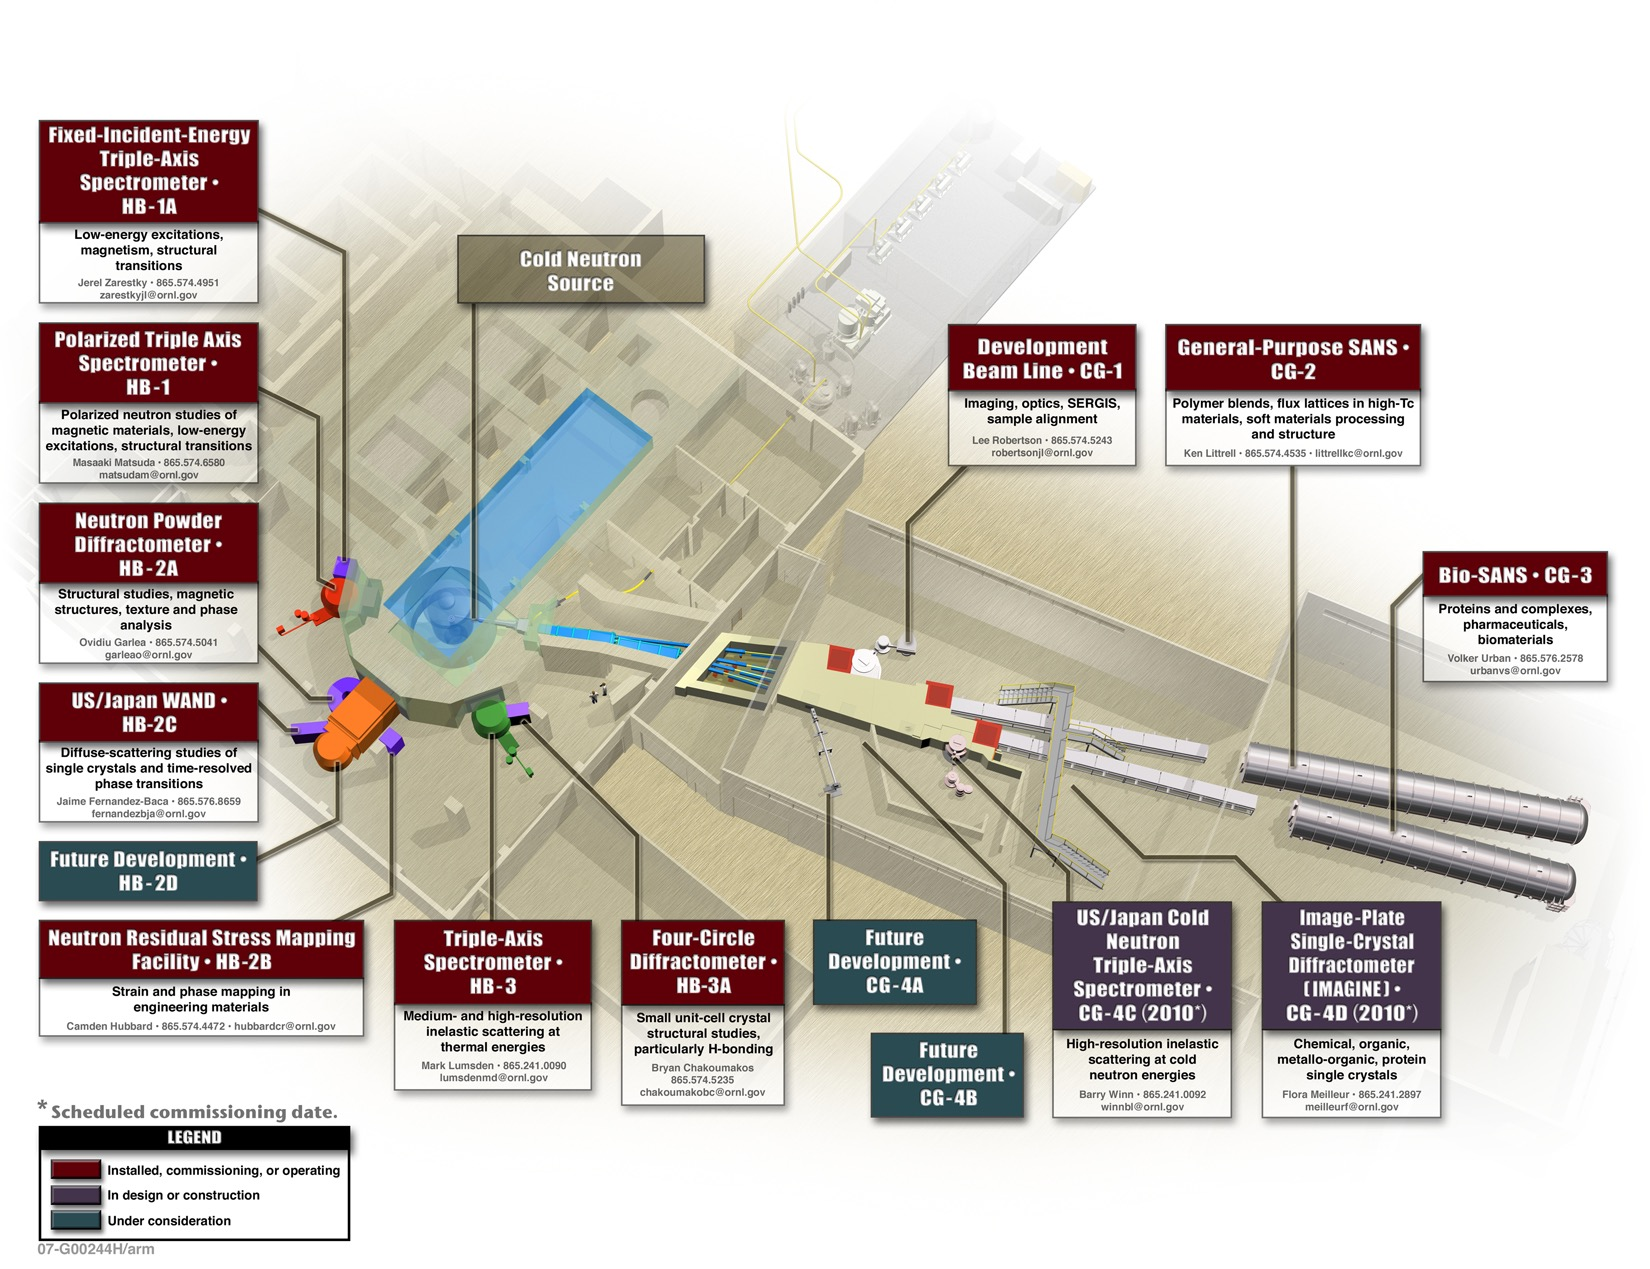 Fixed-Incident-Energy
Triple-Axis
Spectrometer •
HB-1A
Low-energy excitations,
magnetism, structural
transitions
Jerel Zarestky • 865.574.4951
zarestkyjl@ornl.gov
Polarized Triple Axis
Spectrometer •
HB-1
Polarized neutron studies of
magnetic materials, low-energy
excitations, structural transitions
Masaaki Matsuda • 865.574.6580
matsudam@ornl.gov
Neutron Powder
Diffractometer •
HB-2A
Structural studies, magnetic
structures, texture and phase
analysis
Ovidiu Garlea • 865.574.5041
garleao@ornl.gov
US/Japan WAND •
HB-2C
Diffuse-scattering studies of
single crystals and time-resolved
phase transitions
Jaime Fernandez-Baca • 865.576.8659
fernandezbja@ornl.gov
Future Development •
HB-2D
Neutron Residual Stress Mapping
Facility • HB-2B
Strain and phase mapping in
engineering materials
Camden Hubbard • 865.574.4472 • hubbardcr@ornl.gov
Cold Neutron
Source
Development
Beam Line • CG-1
Imaging, optics, SERGIS,
sample alignment
Lee Robertson • 865.574.5243
robertsonjl@ornl.gov
General-Purpose SANS •
CG-2
Polymer blends, flux lattices in high-Tc
materials, soft materials processing
and structure
Ken Littrell • 865.574.4535 • littrellkc@ornl.gov
Bio-SANS • CG-3
Proteins and complexes,
pharmaceuticals,
biomaterials
Volker Urban • 865.576.2578
urbanvs@ornl.gov
Triple-Axis
Spectrometer •
HB-3
Medium- and high-resolution
inelastic scattering at
thermal energies
Mark Lumsden • 865.241.0090
lumsdenmd@ornl.gov
Four-Circle
Diffractometer •
HB-3A
Small unit-cell crystal
structural studies,
particularly H-bonding
Bryan Chakoumakos
865.574.5235
chakoumakobc@ornl.gov
Future
Development •
CG-4A
Future
Development •
CG-4B
US/Japan Cold
Neutron
Triple-Axis
Spectrometer •
CG-4C (2010*)
High-resolution inelastic
scattering at cold
neutron energies
Barry Winn • 865.241.0092
winnbl@ornl.gov
Image-Plate
Single-Crystal
Diffractometer
(IMAGINE) •
CG-4D (2010*)
Chemical, organic,
metallo-organic, protein
single crystals
Flora Meilleur • 865.241.2897
meilleurf@ornl.gov
* Scheduled commissioning date.
LEGEND
Installed, commissioning, or operating
In design or construction
Under consideration
07-G00244H/arm